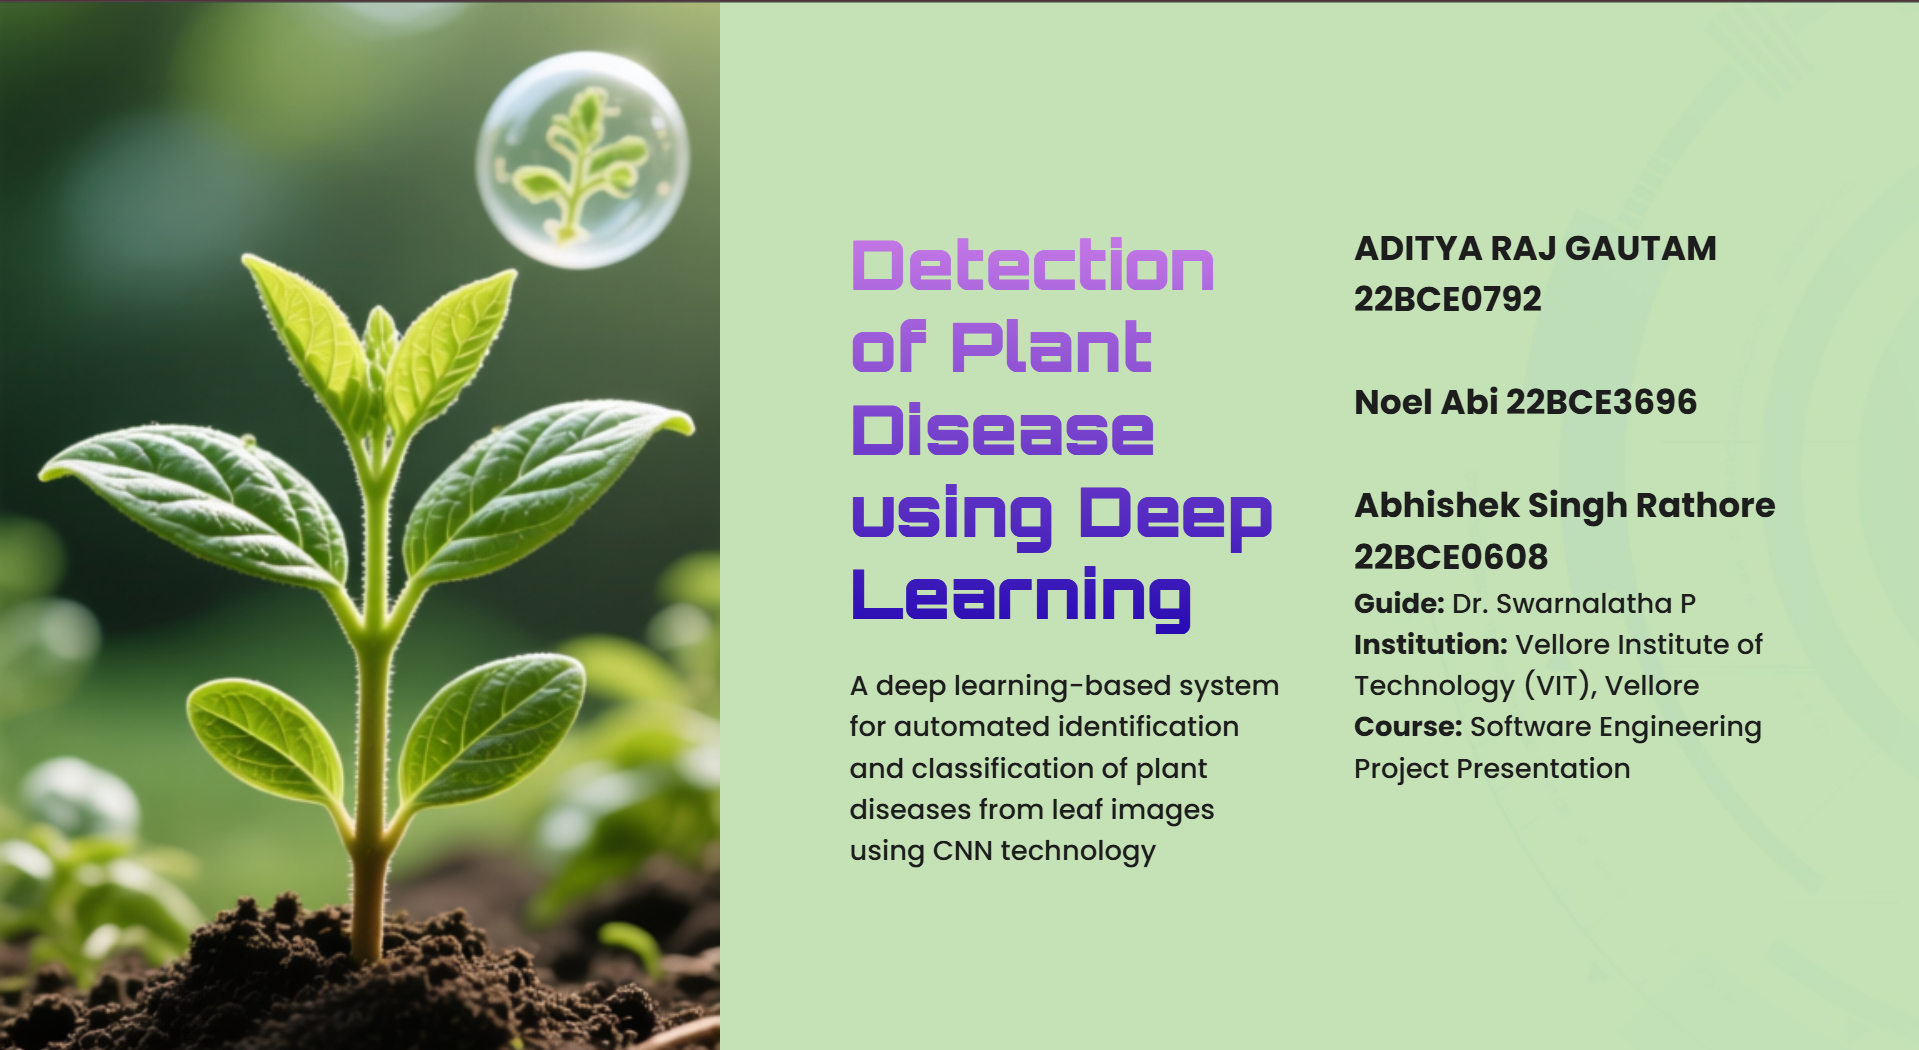 Detection
of Plant
Disease
using Deep
Learning
A deep learning-based system
for automated identification
and classification of plant
diseases from leaf images
using CNN technology
ADITYA RAJ GAUTAM
22BCE0792
Noel Abi 22BCE3696
Abhishek Singh Rathore
22BCE0608
Guide: Dr. Swarnalatha P
Institution: Vellore Institute of
Technology (VIT), Vellore
Course: Software Engineering
Project Presentation